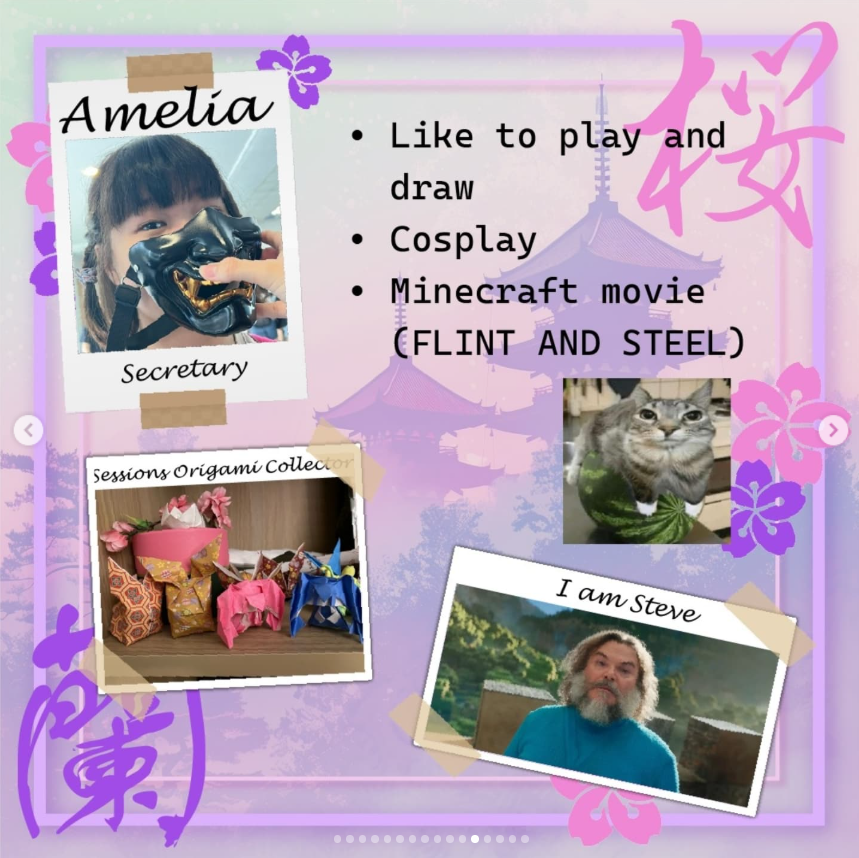 Amelia
桜
• Like to play and
draw
• Cosplay
• Minecraft movie
(FLINT AND STEEL)
Secretary
Sessions Origami Collector
I am Steve
蘭